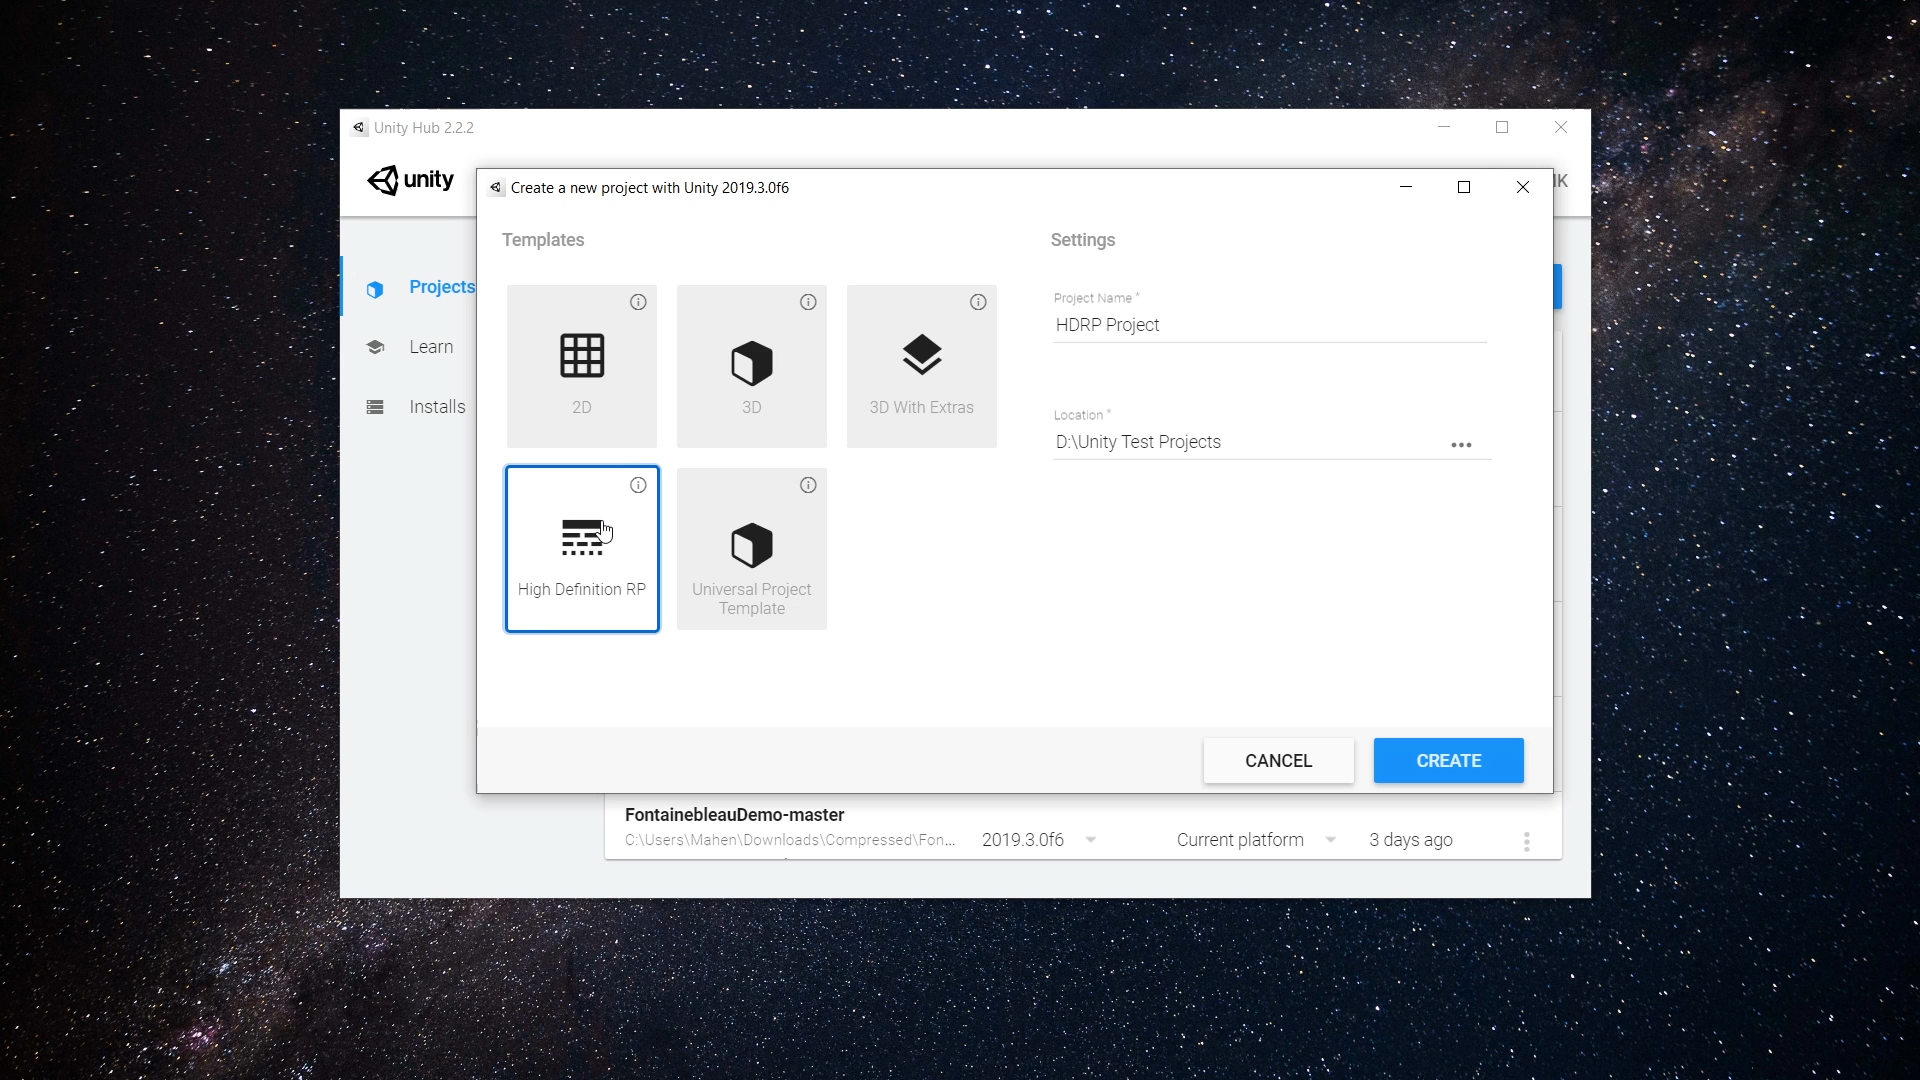 Unity Hub 2.2.2
unity
IK
Create a new project with Unity 2019.3.0f6
Templates
Settings
Projects
Learn
Installs
2D
3D
3D With Extras
High Definition RP
Universal Project
Template
Project Name *
HDRP Project
Location *
D:\Unity Test Projects
CANCEL
CREATE
FontainebleauDemo-master
C:\Users\Mahen\Downloads\Compressed\Fon...
2019.3.0f6
Current platform
3 days ago